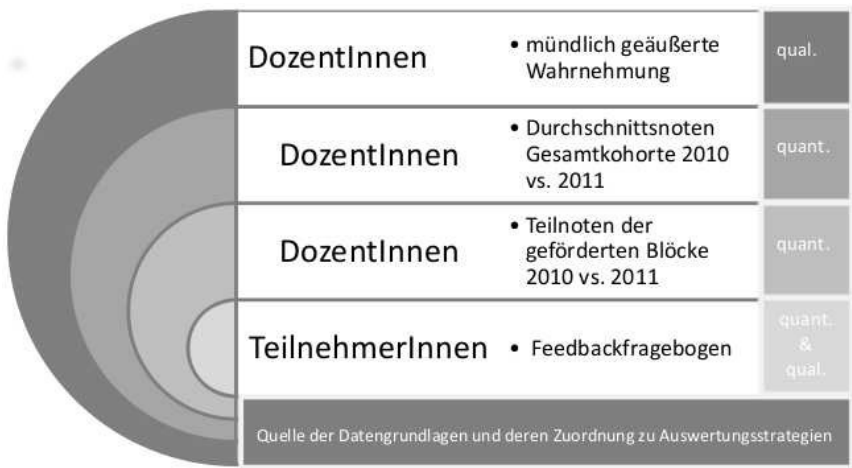 DozentInnen
• mündlich geäußerte
Wahrnehmung
qual.
DozentInnen
• Durchschnittsnoten
Gesamtkohorte 2010
vs. 2011
quant.
DozentInnen
• Teilnoten der
geförderten Blöcke
2010 vs. 2011
quant.
TeilnehmerInnen
• Feedbackfragebogen
quant.
&
qual.
Quelle der Datengrundlagen und deren Zuordnung zu Auswertungsstrategien